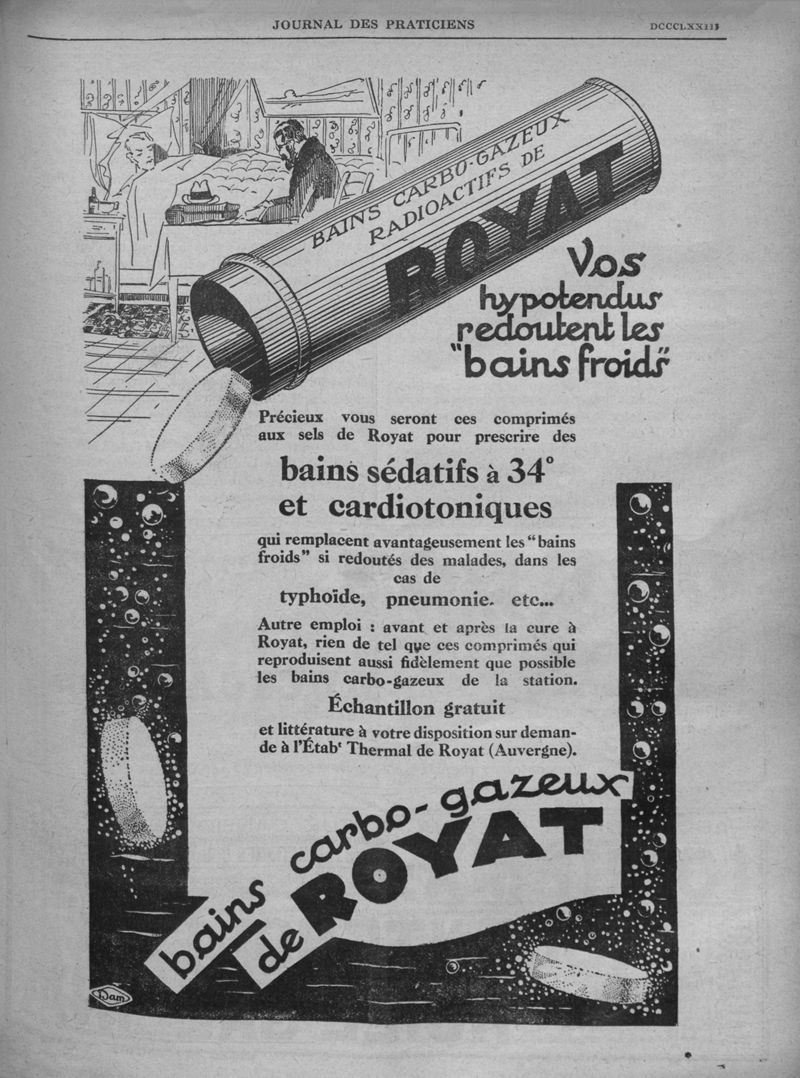 JOURNAL DES PRATICIENS
BAINS CARBO-GAZEUX
RADIOACTIFS DE
ROYAT
Vos
hypotendus
redoutent les
"bains froids"
Précieux vous seront ces comprimés
aux sels de Royat pour prescrire des
bains sédatifs à 34°
et cardiotoniques
qui remplacent avantageusement les "bains
froids" si redoutés des malades, dans les
cas de
typhoïde, pneumonie. etc...
Autre emploi : avant et après la cure à
Royat, rien de tel que ces comprimés qui
reproduisent aussi fidèlement que possible
les bains carbo-gazeux de la station.
Échantillon gratuit
et littérature à votre disposition sur deman-
de à l'Étabᵗ Thermal de Royat (Auvergne).
bains carbo-gazeux
de ROYAT
Dam